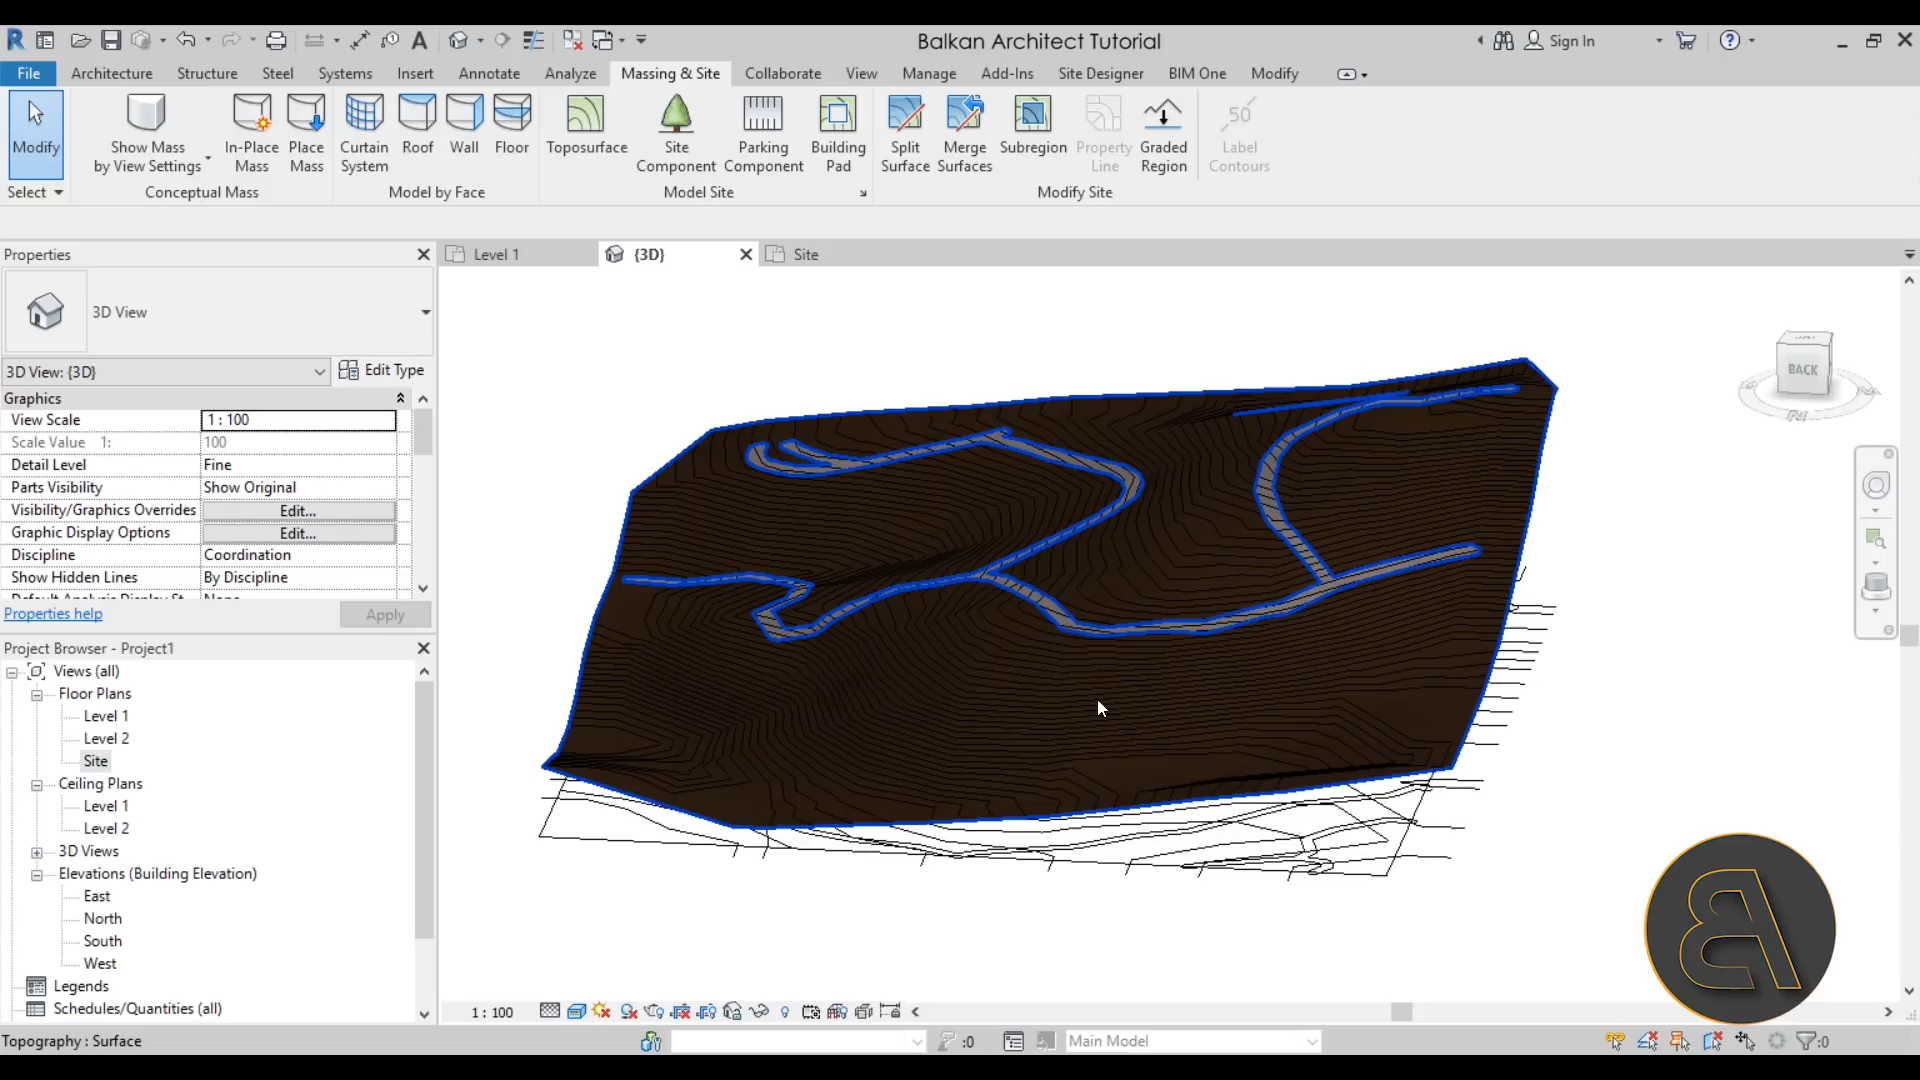 Balkan Architect Tutorial
Sign In
File Architecture Structure Steel Systems Insert Annotate Analyze Massing & Site Collaborate View Manage Add-Ins Site Designer BIM One Modify
Modify
Show Mass
by View Settings
In-Place
Mass
Place
Mass
Curtain
System
Roof
Wall
Floor
Toposurface
Site
Component
Parking
Component
Building
Pad
Split
Surface
Merge
Surfaces
Subregion
Property
Line
Graded
Region
50
Label
Contours
Select
Conceptual Mass
Model by Face
Model Site
Modify Site
Properties
Level 1
{3D}
Site
3D View
3D View: {3D}
Edit Type
Graphics
View Scale 1 : 100
Scale Value 1: 100
Detail Level Fine
Parts Visibility Show Original
Visibility/Graphics Overrides Edit...
Graphic Display Options Edit...
Discipline Coordination
Show Hidden Lines By Discipline
Properties help
Apply
BACK
Project Browser - Project1
Views (all)
Floor Plans
Level 1
Level 2
Site
Ceiling Plans
Level 1
Level 2
3D Views
Elevations (Building Elevation)
East
North
South
West
Legends
Schedules/Quantities (all)
1 : 100
Topography : Surface
:0
Main Model
:0